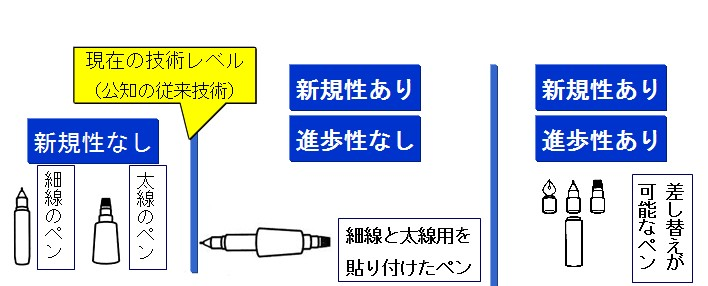 現在の技術レベル
（公知の従来技術）
新規性なし
細線のペン
太線のペン
新規性あり
進歩性なし
細線と太線用を
貼り付けたペン
新規性あり
進歩性あり
差し替えが
可能なペン